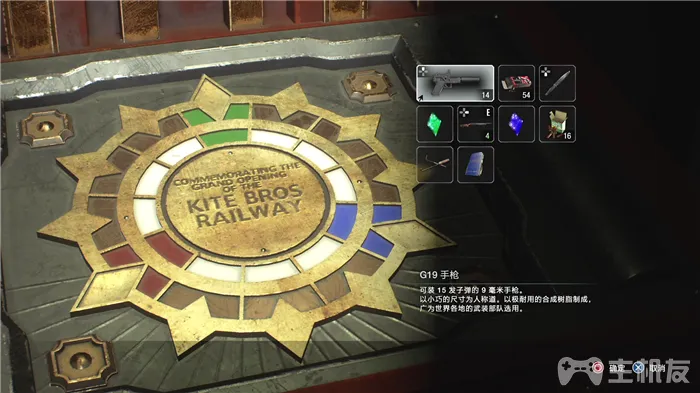 COMMEMORATING THE
GRAND OPENING
OF THE
KITE BROS
RAILWAY
14
54
E
4
16
G19 手枪
可装 15 发子弹的 9 毫米手枪。
以小巧的尺寸为人称道。以极耐用的合成树脂制成，
广为世界各地的武装部队选用。
确定
取消
主机友